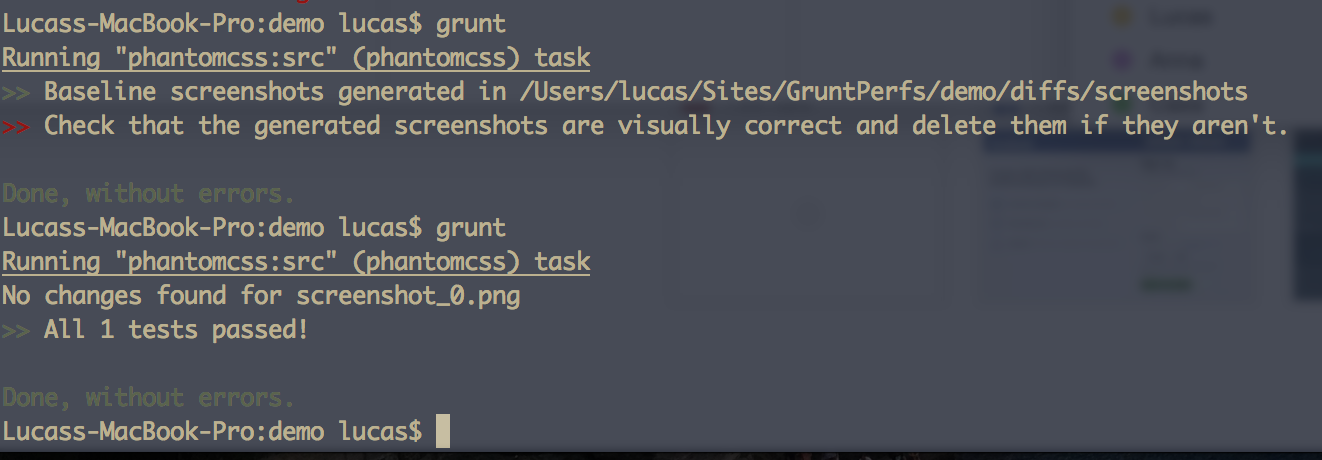 Lucass-MacBook-Pro:demo lucas$ grunt
Running "phantomcss:src" (phantomcss) task
>> Baseline screenshots generated in /Users/lucas/Sites/GruntPerfs/demo/diffs/screenshots
>> Check that the generated screenshots are visually correct and delete them if they aren't.
Done, without errors.
Lucass-MacBook-Pro:demo lucas$ grunt
Running "phantomcss:src" (phantomcss) task
No changes found for screenshot_0.png
>> All 1 tests passed!
Done, without errors.
Lucass-MacBook-Pro:demo lucas$